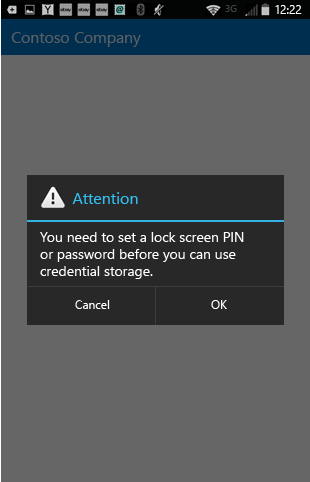 3G 12:22
Contoso Company
Attention
You need to set a lock screen PIN
or password before you can use
credential storage.
Cancel OK